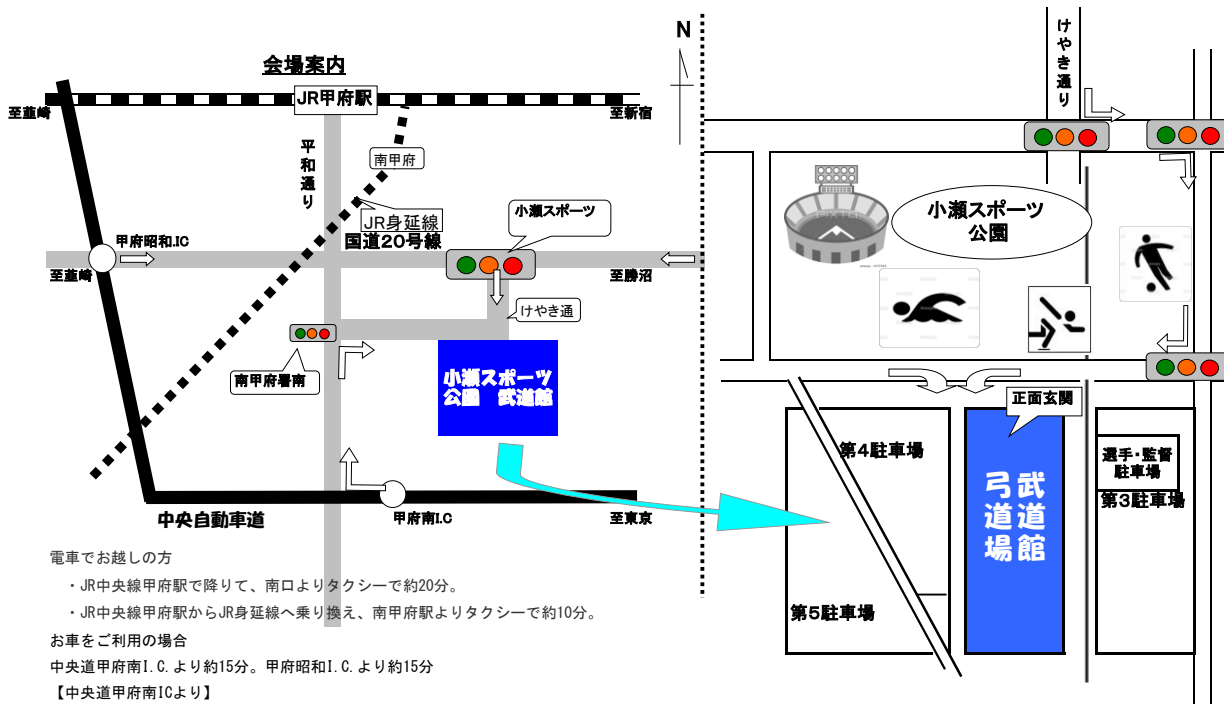 会場案内
N
JR甲府駅
至韮崎
至新宿
平和通り
南甲府
JR身延線
国道20号線
小瀬スポーツ
甲府昭和.IC
至韮崎
至勝沼
けやき通
南甲府署南
小瀬スポーツ
公園 武道館
中央自動車道
甲府南I.C
至東京
電車でお越しの方
・JR中央線甲府駅で降りて、南口よりタクシーで約20分。
・JR中央線甲府駅からJR身延線へ乗り換え、南甲府駅よりタクシーで約10分。
お車をご利用の場合
中央道甲府南I.C.より約15分。甲府昭和I.C.より約15分
【中央道甲府南ICより】
けやき通り
小瀬スポーツ
公園
正面玄関
第4駐車場
選手・監督
駐車場
第3駐車場
武道館
弓道場
第5駐車場